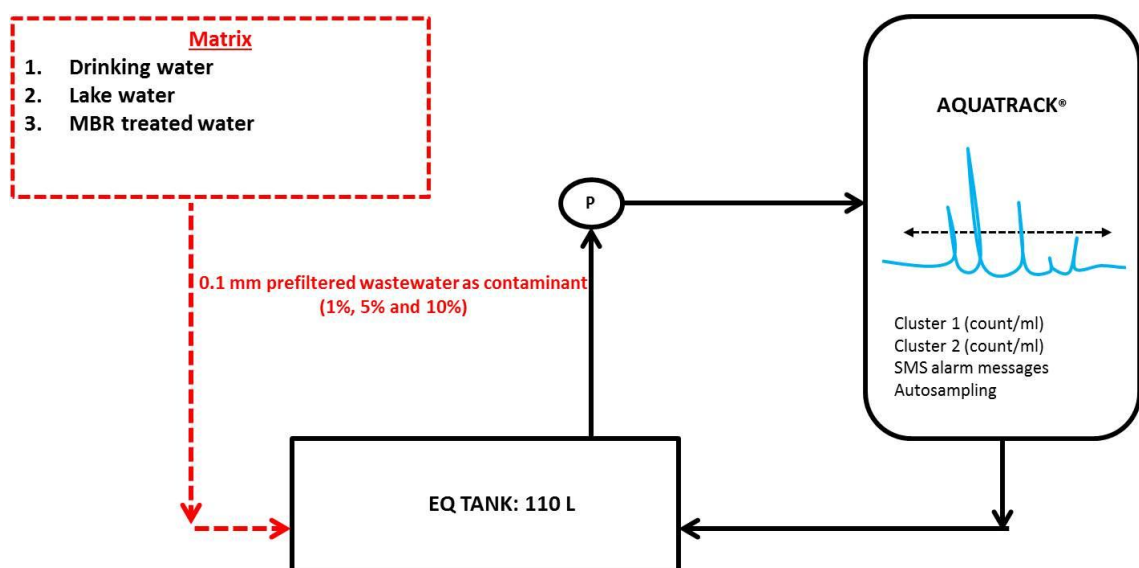 Matrix
1. Drinking water
2. Lake water
3. MBR treated water
AQUATRACK®
P
0.1 mm prefiltered wastewater as contaminant
(1%, 5% and 10%)
Cluster 1 (count/ml)
Cluster 2 (count/ml)
SMS alarm messages
Autosampling
EQ TANK: 110 L